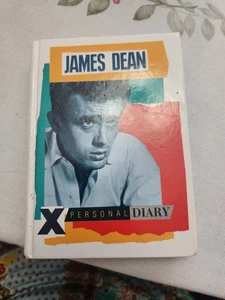 JAMES DEAN
X PERSONAL DIARY